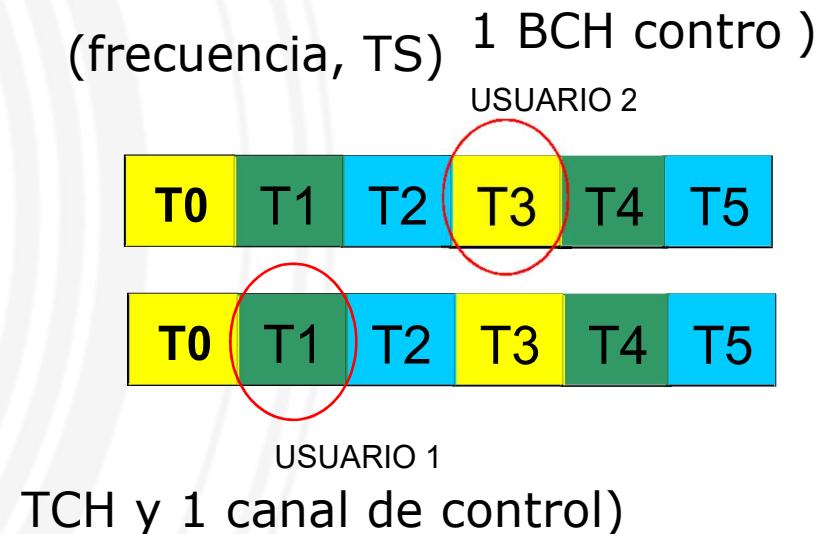 (frecuencia, TS) 1 BCH contro )
USUARIO 2
T0 T1 T2 T3 T4 T5
T0 T1 T2 T3 T4 T5
USUARIO 1
TCH y 1 canal de control)